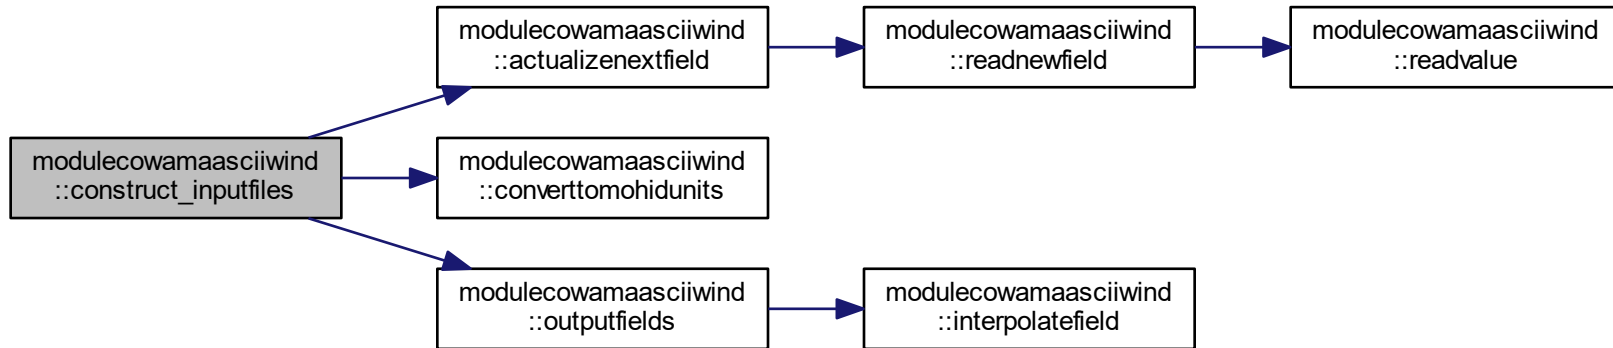 modulecowamaasciiwind
::actualizenextfield
modulecowamaasciiwind
::readnewfield
modulecowamaasciiwind
::readvalue
modulecowamaasciiwind
::construct_inputfiles
modulecowamaasciiwind
::converttomohidunits
modulecowamaasciiwind
::outputfields
modulecowamaasciiwind
::interpolatefield